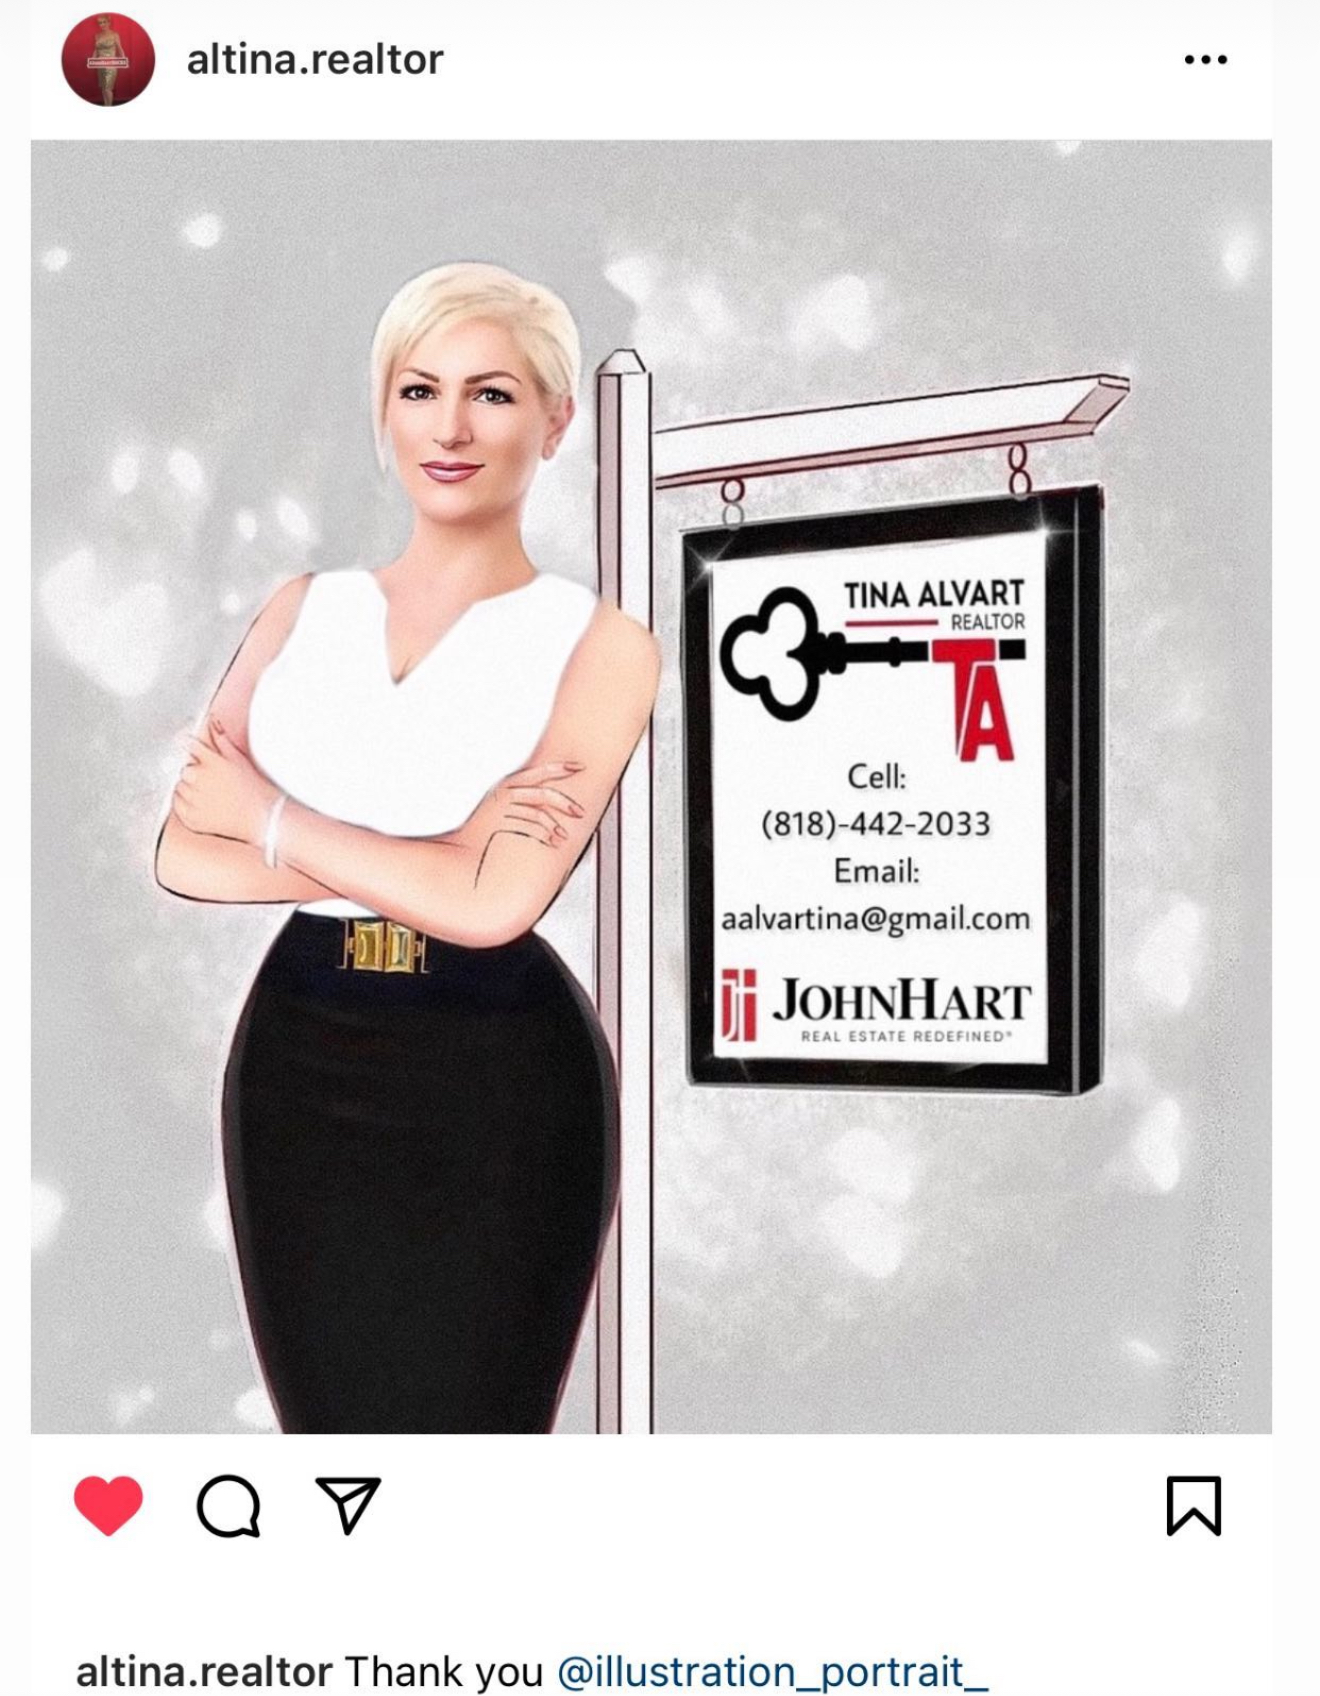 altina.realtor
TINA ALVART
REALTOR
TA
Cell:
(818)-442-2033
Email:
aalvartina@gmail.com
JH JOHNHART
REAL ESTATE REDEFINED®
altina.realtor Thank you @illustration_portrait_